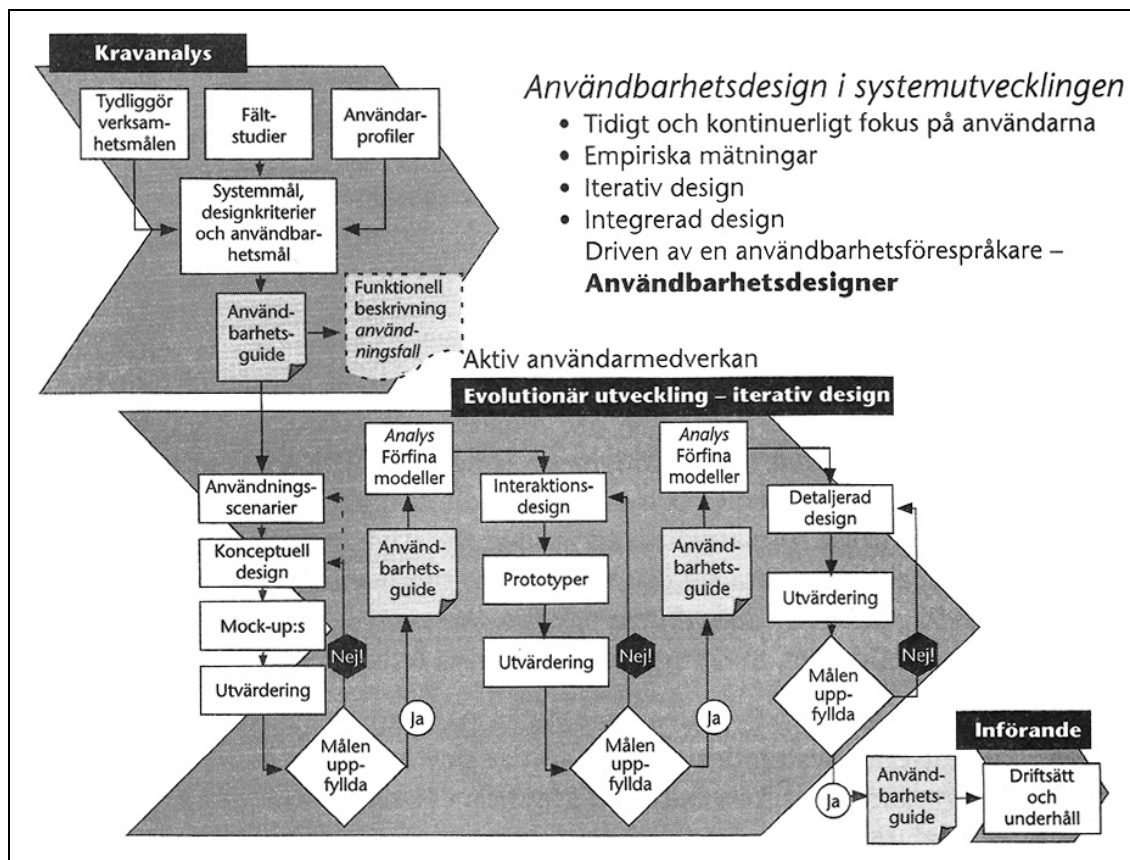 Kravanalys
Tydliggör
verksam-
hetsmålen
Fält-
studier
Användar-
profiler
Systemmål,
designkriterier
och användbar-
hetsmål
Använd-
barhets-
guide
Funktionell
beskrivning
använd-
ningsfall
Användbarhetsdesign i systemutvecklingen
• Tidigt och kontinuerligt fokus på användarna
• Empiriska mätningar
• Iterativ design
• Integrerad design
Driven av en användbarhetsförespråkare –
Användbarhetsdesigner
Aktiv användarmedverkan
Evolutionär utveckling – iterativ design
Användnings-
scenarier
Konceptuell
design
Mock-up:s
Utvärdering
Målen
upp-
fyllda
Nej!
Ja
Använd-
barhets-
guide
Analys
Förfina
modeller
Interaktions-
design
Prototyper
Utvärdering
Målen
upp-
fyllda
Nej!
Ja
Använd-
barhets-
guide
Analys
Förfina
modeller
Detaljerad
design
Utvärdering
Målen
upp-
fyllda
Nej!
Ja
Använd-
barhets-
guide
Införande
Driftsätt
och
underhåll